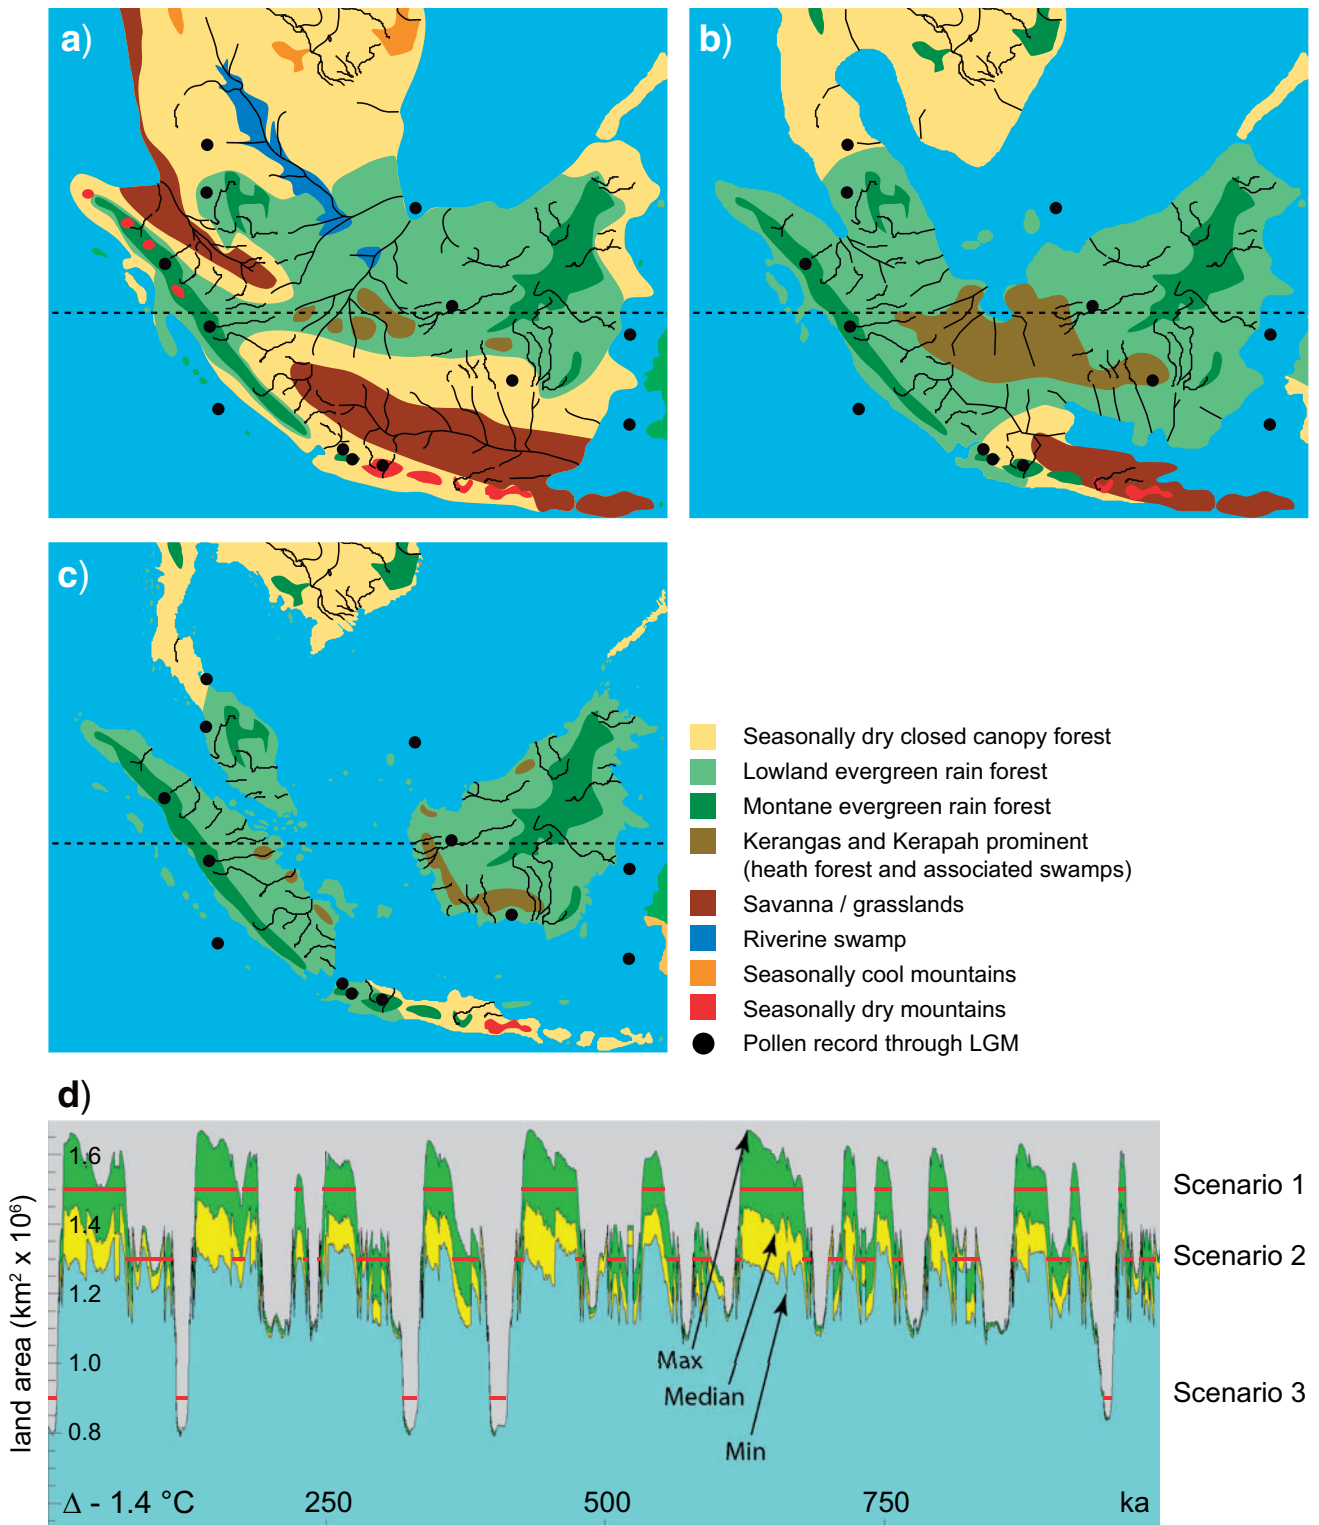 a)
b)
c)
Seasonally dry closed canopy forest
Lowland evergreen rain forest
Montane evergreen rain forest
Kerangas and Kerapah prominent
(heath forest and associated swamps)
Savanna / grasslands
Riverine swamp
Seasonally cool mountains
Seasonally dry mountains
Pollen record through LGM
d)
land area (km² x 10⁶)
1.6
1.4
1.2
1.0
0.8
Scenario 1
Scenario 2
Scenario 3
Max
Median
Min
Δ - 1.4 °C
250
500
750
ka